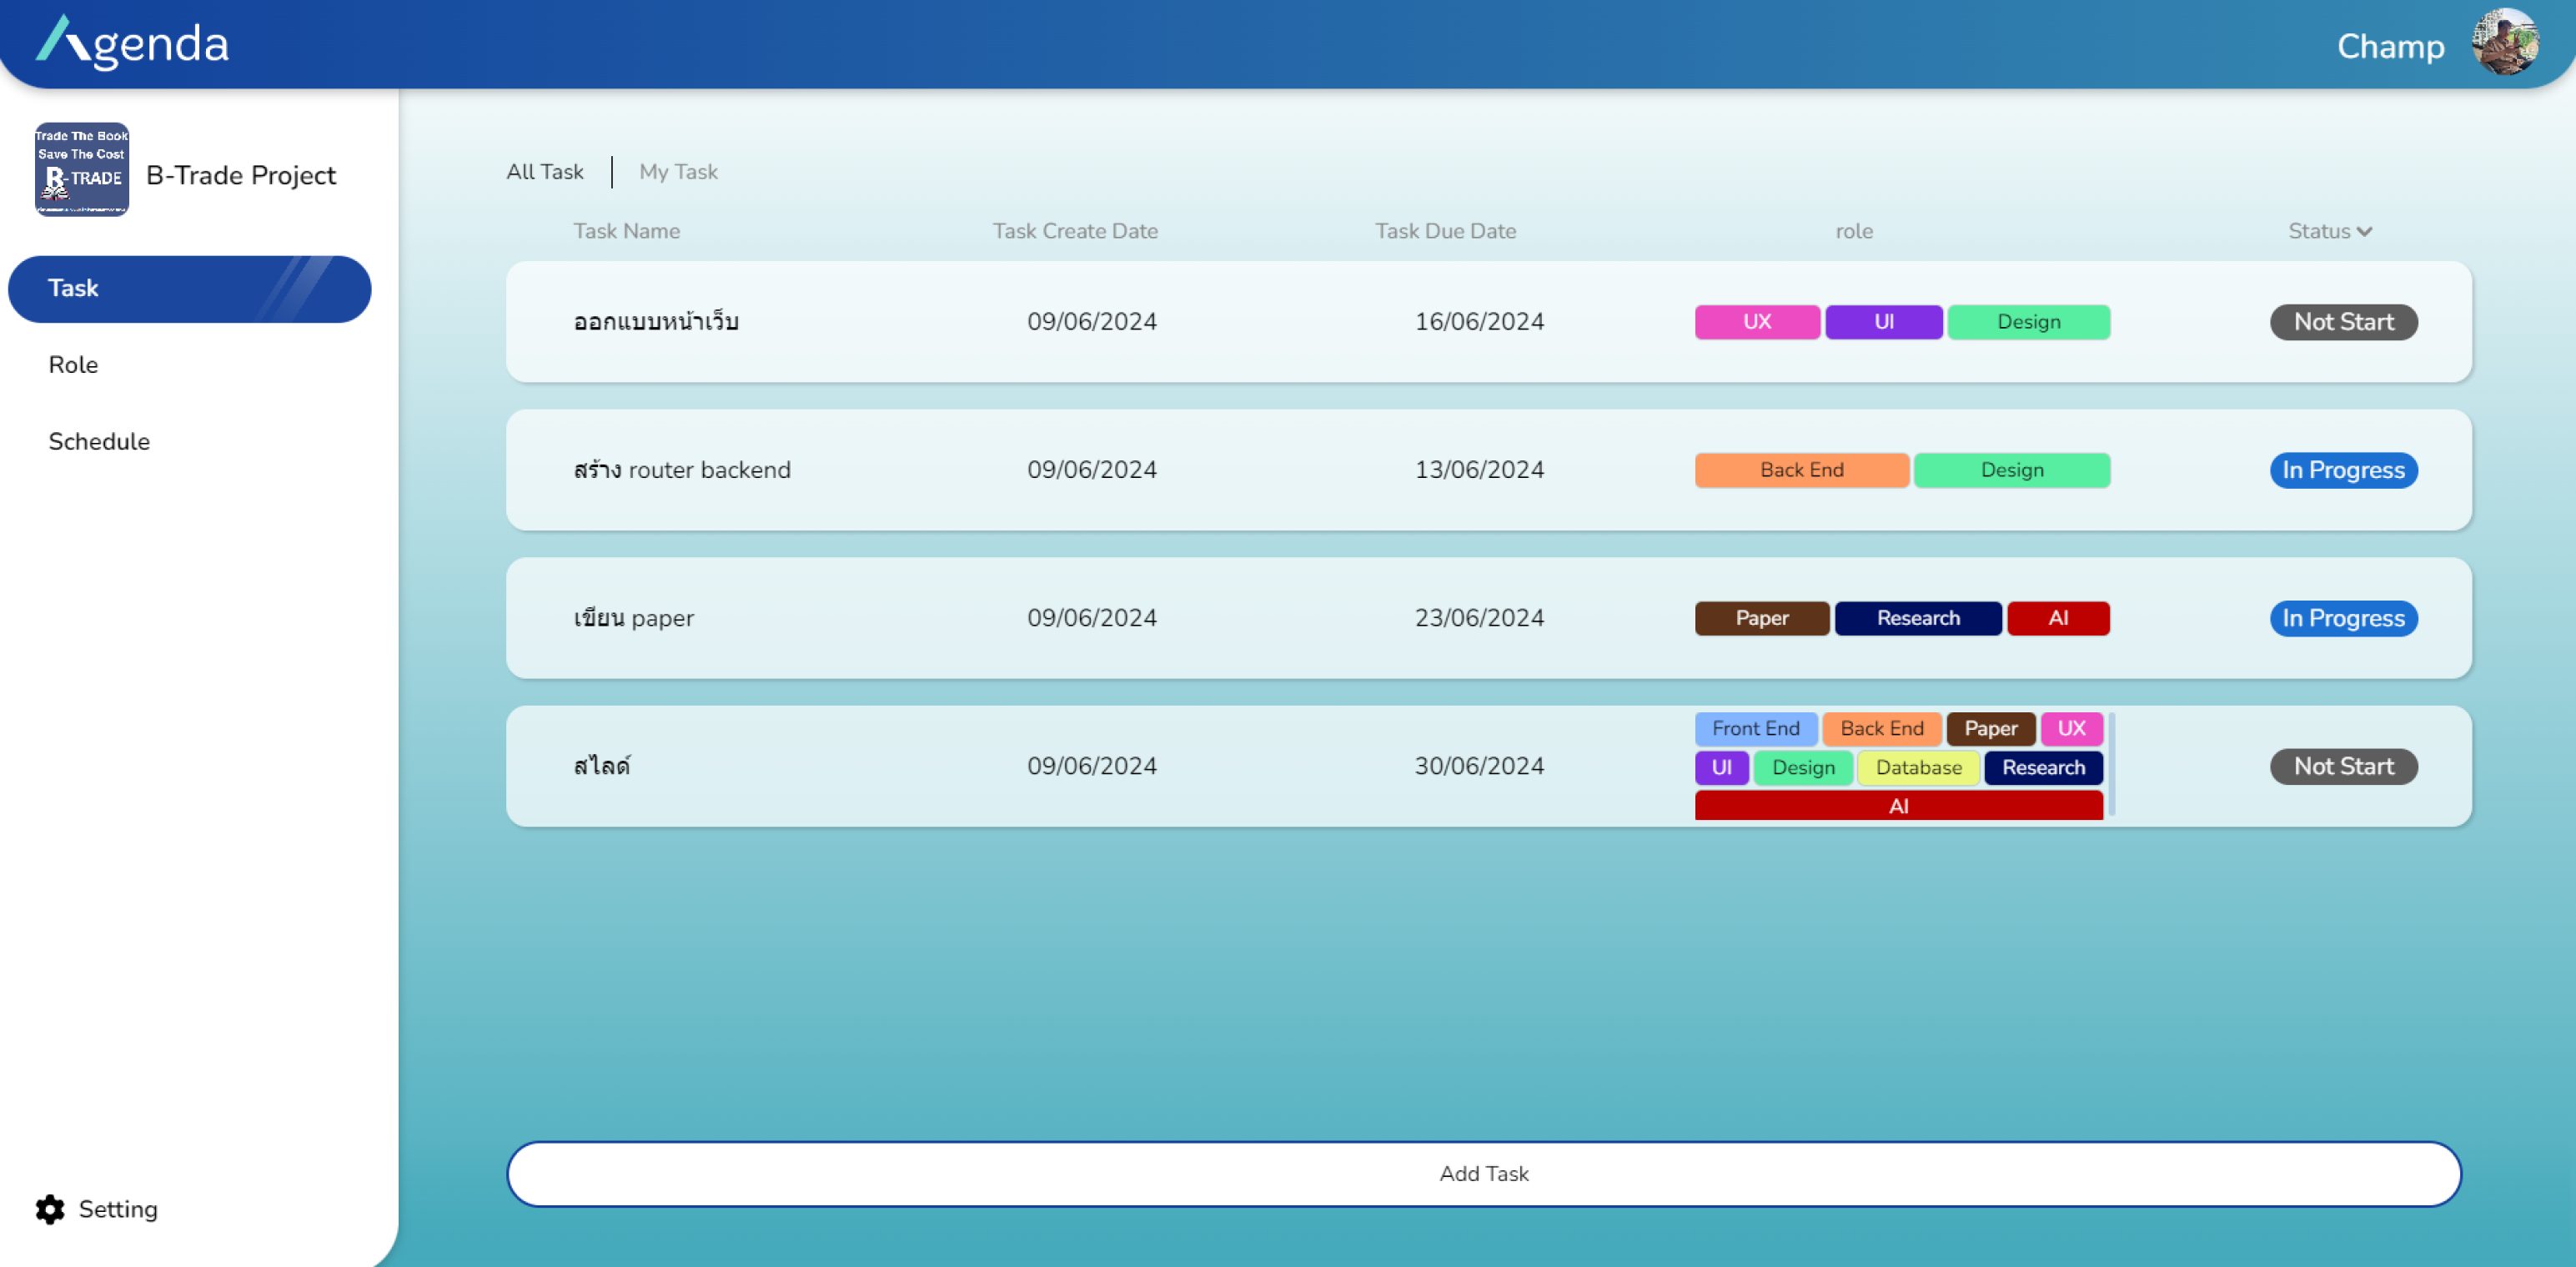 Agenda
Champ
Trade The Book
Save The Cost
B-TRADE
B-Trade Project
Task
Role
Schedule
Setting
All Task | My Task
Task Name Task Create Date Task Due Date role Status
ออกแบบหน้าเว็บ 09/06/2024 16/06/2024 UX UI Design Not Start
สร้าง router backend 09/06/2024 13/06/2024 Back End Design In Progress
เขียน paper 09/06/2024 23/06/2024 Paper Research AI In Progress
สไลด์ 09/06/2024 30/06/2024 Front End Back End Paper UX Not Start
UI Design Database Research
AI
Add Task